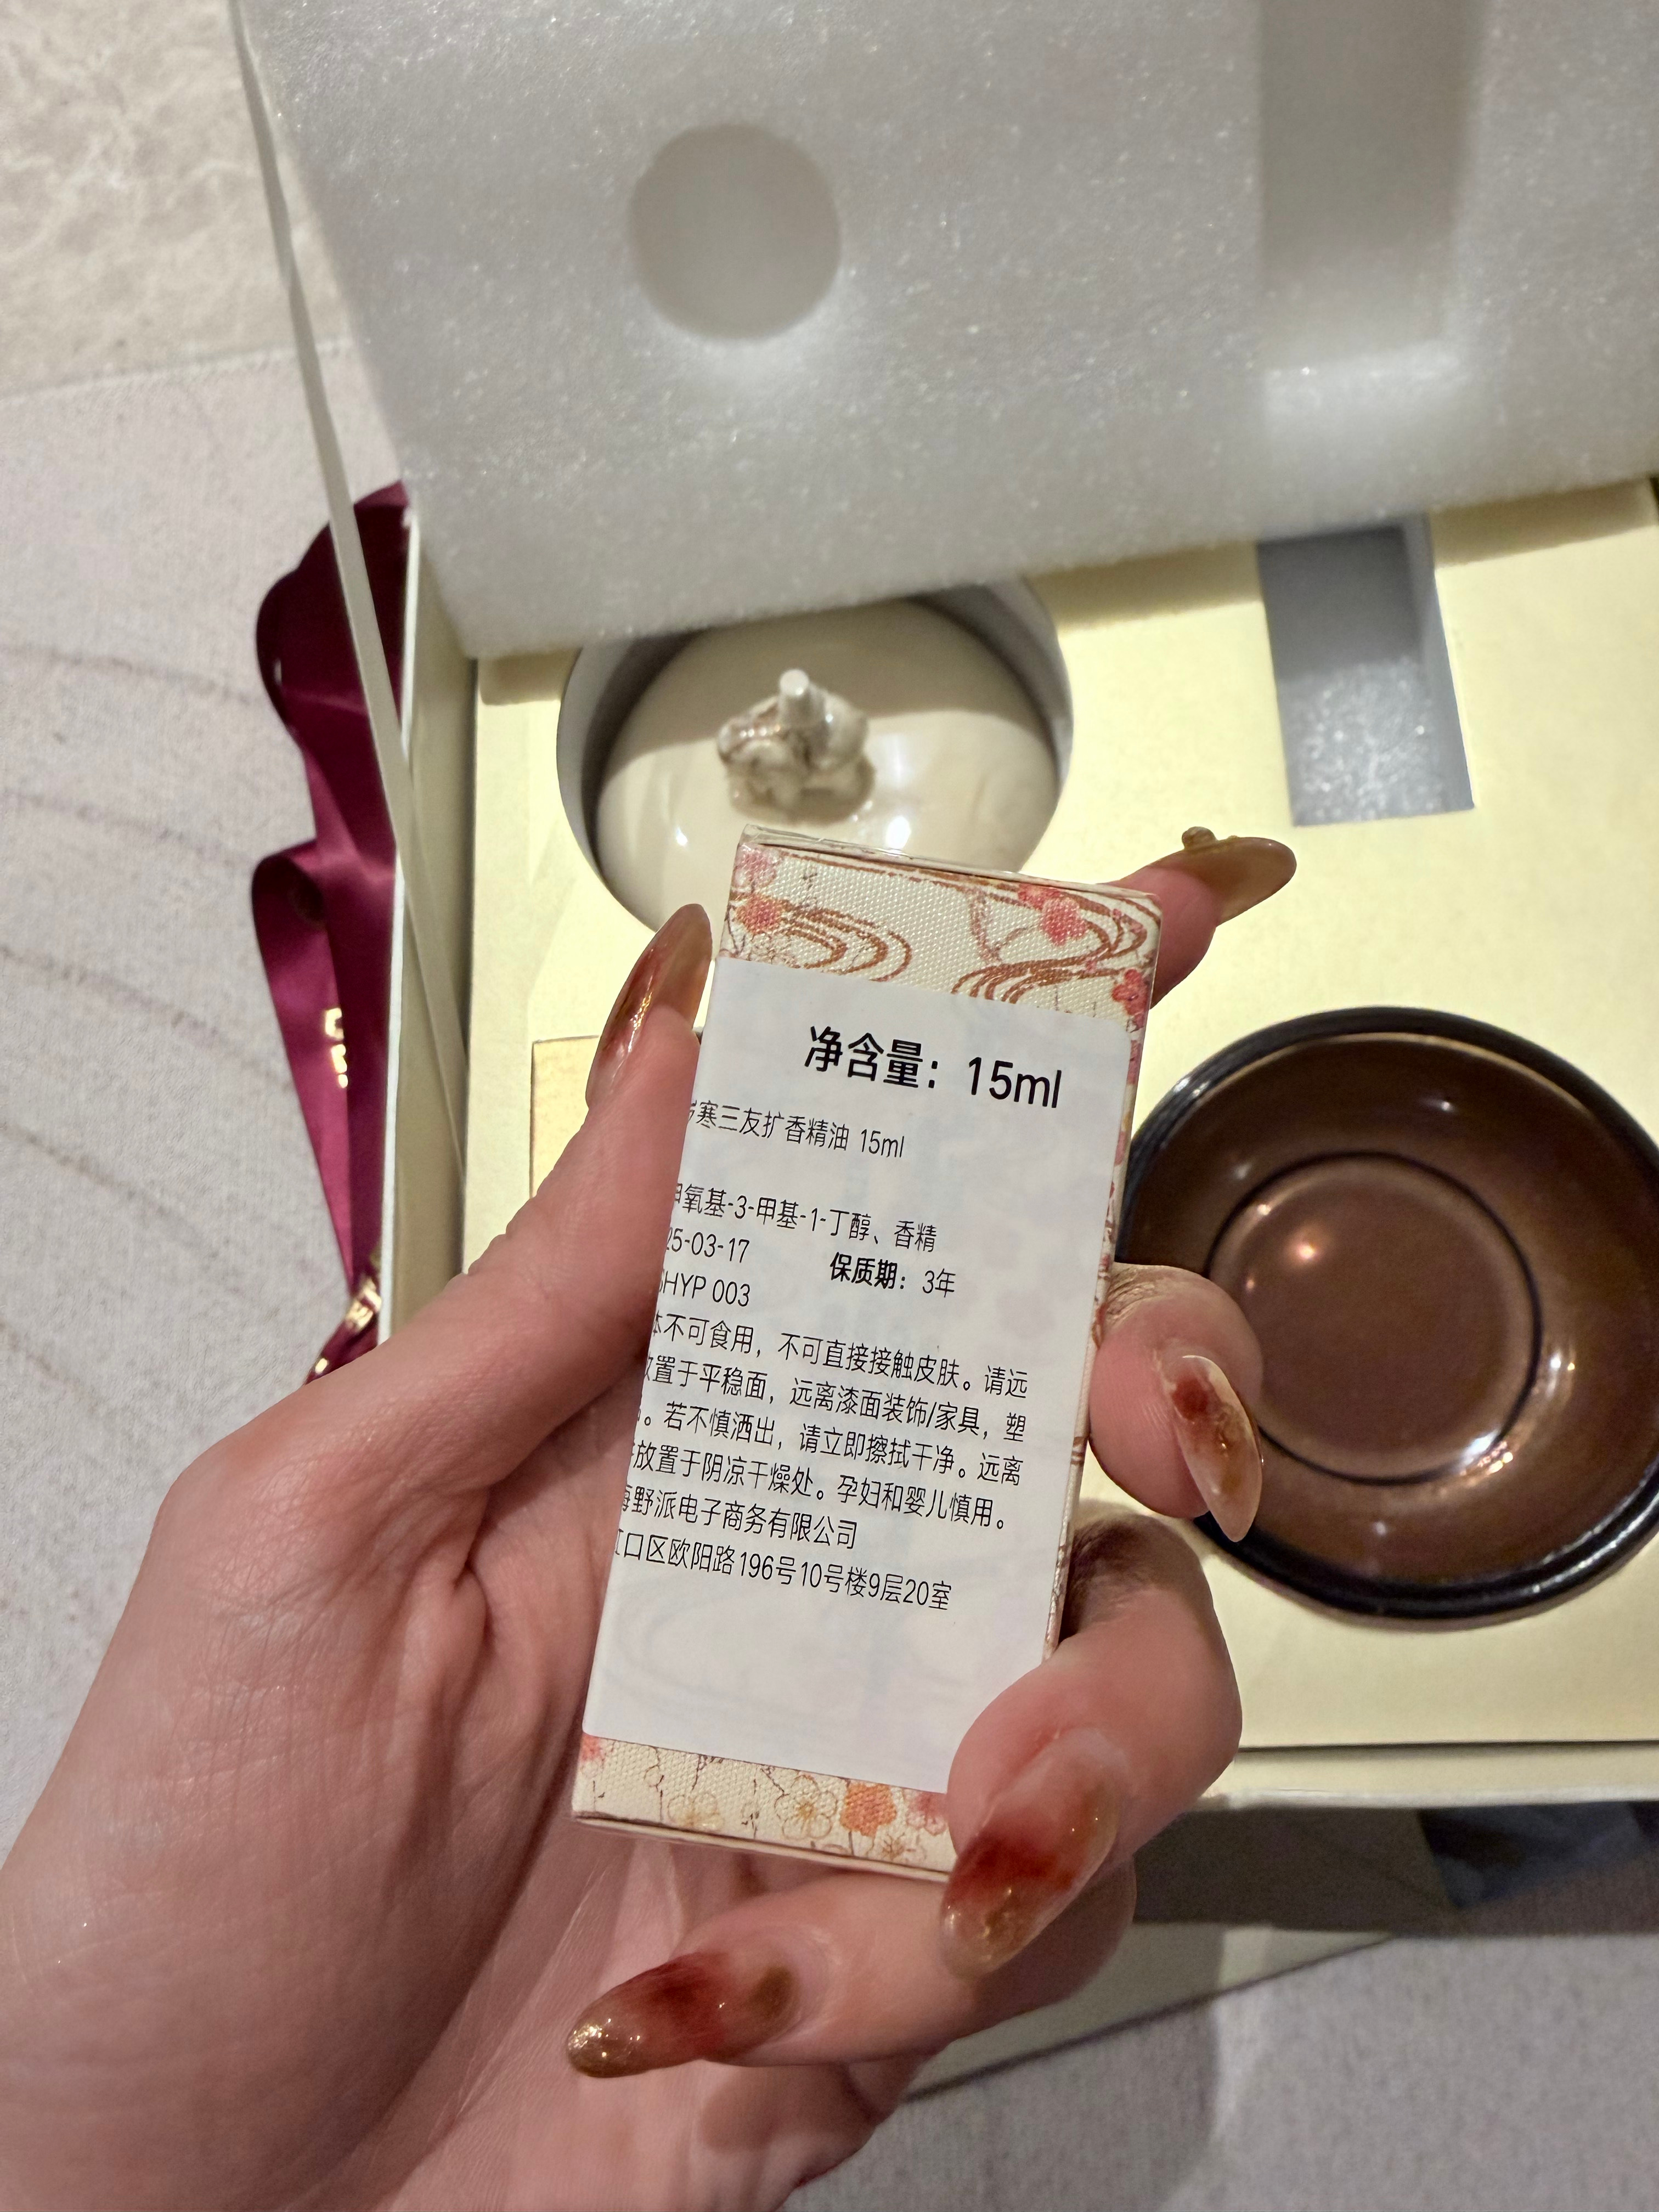 净含量：15ml
寒三友扩香精油 15ml
氧基-3-甲基-1-丁醇、香精
25-03-17 保质期：3年
HYP 003
不可食用，不可直接接触皮肤。请远
置于平稳面，远离漆面装饰/家具，塑
。若不慎洒出，请立即擦拭干净。远离
放置于阴凉干燥处。孕妇和婴儿慎用。
野派电子商务有限公司
口区欧阳路196号10号楼9层20室